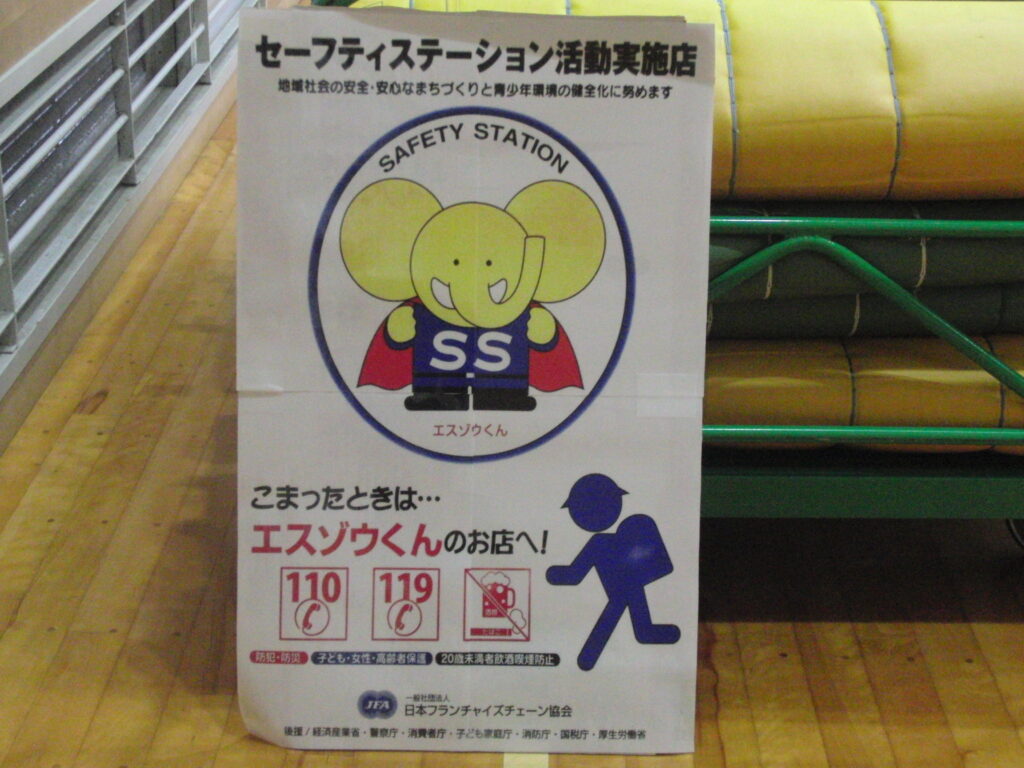 セーフティステーション活動実施店
地域社会の安全・安心なまちづくりと青少年環境の健全化に努めます
SAFETY STATION
SS
エスゾウくん
こまったときは…
エスゾウくんのお店へ!
110 119
酒類
たばこ
防犯・防災 子ども・女性・高齢者保護 20歳未満者飲酒喫煙防止
JFA 一般社団法人
日本フランチャイズチェーン協会
後援/経済産業省・警察庁・消費者庁・子ども家庭庁・消防庁・国税庁・厚生労働省